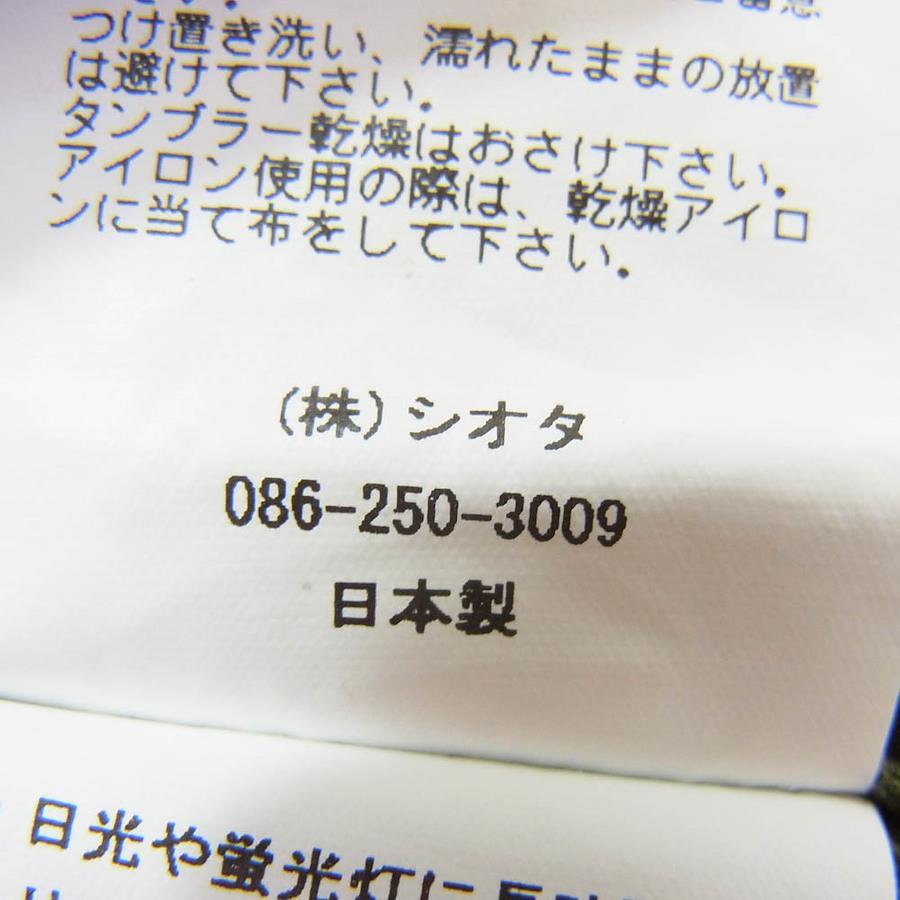 つけ置き洗い、濡れたままの放置
は避けて下さい.
タンブラー乾燥はおさけ下さい.
アイロン使用の際は、乾燥アイロ
ンに当て布をして下さい.
(株)シオタ
086-250-3009
日本製
日光や蛍光灯に長時間